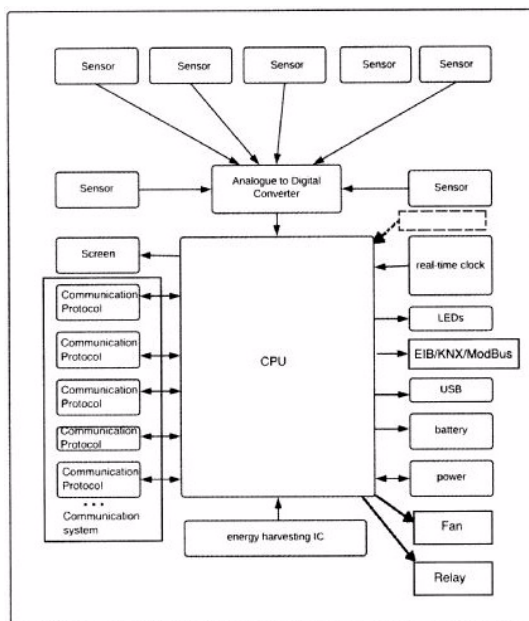 Sensor
Sensor
Sensor
Sensor
Sensor
Sensor
Analogue to Digital
Converter
Sensor
Screen
real-time clock
Communication
Protocol
LEDs
Communication
Protocol
EIB/KNX/ModBus
CPU
Communication
Protocol
USB
Communication
Protocol
battery
Communication
Protocol
power
• • •
Communication
system
energy harvesting IC
Fan
Relay